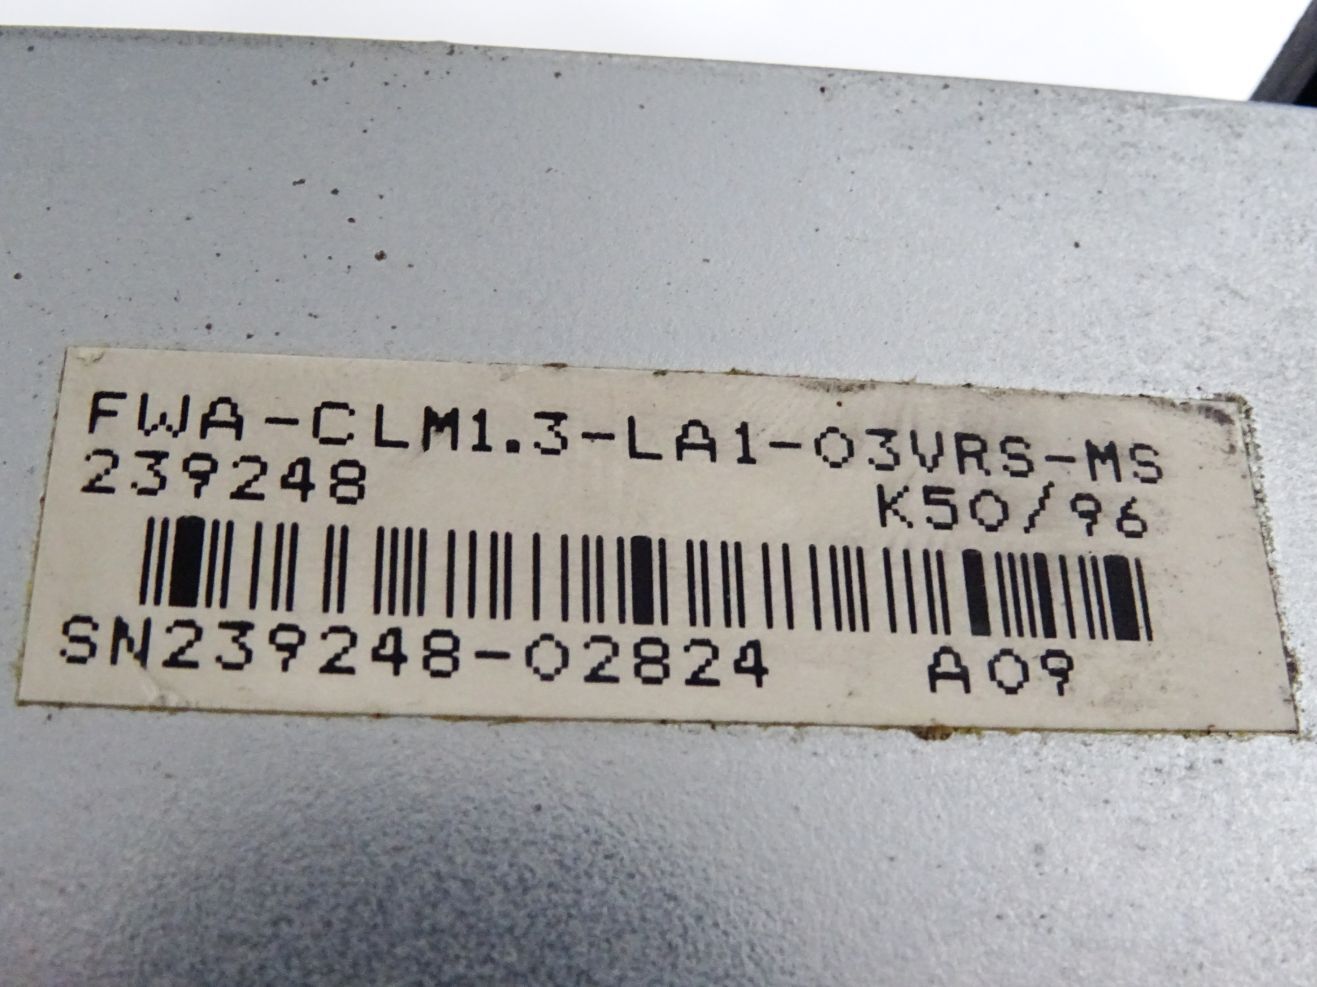 FWA-CLM1.3-LA1-03VRS-MS
239248 K50/96
SN239248-02824 A09